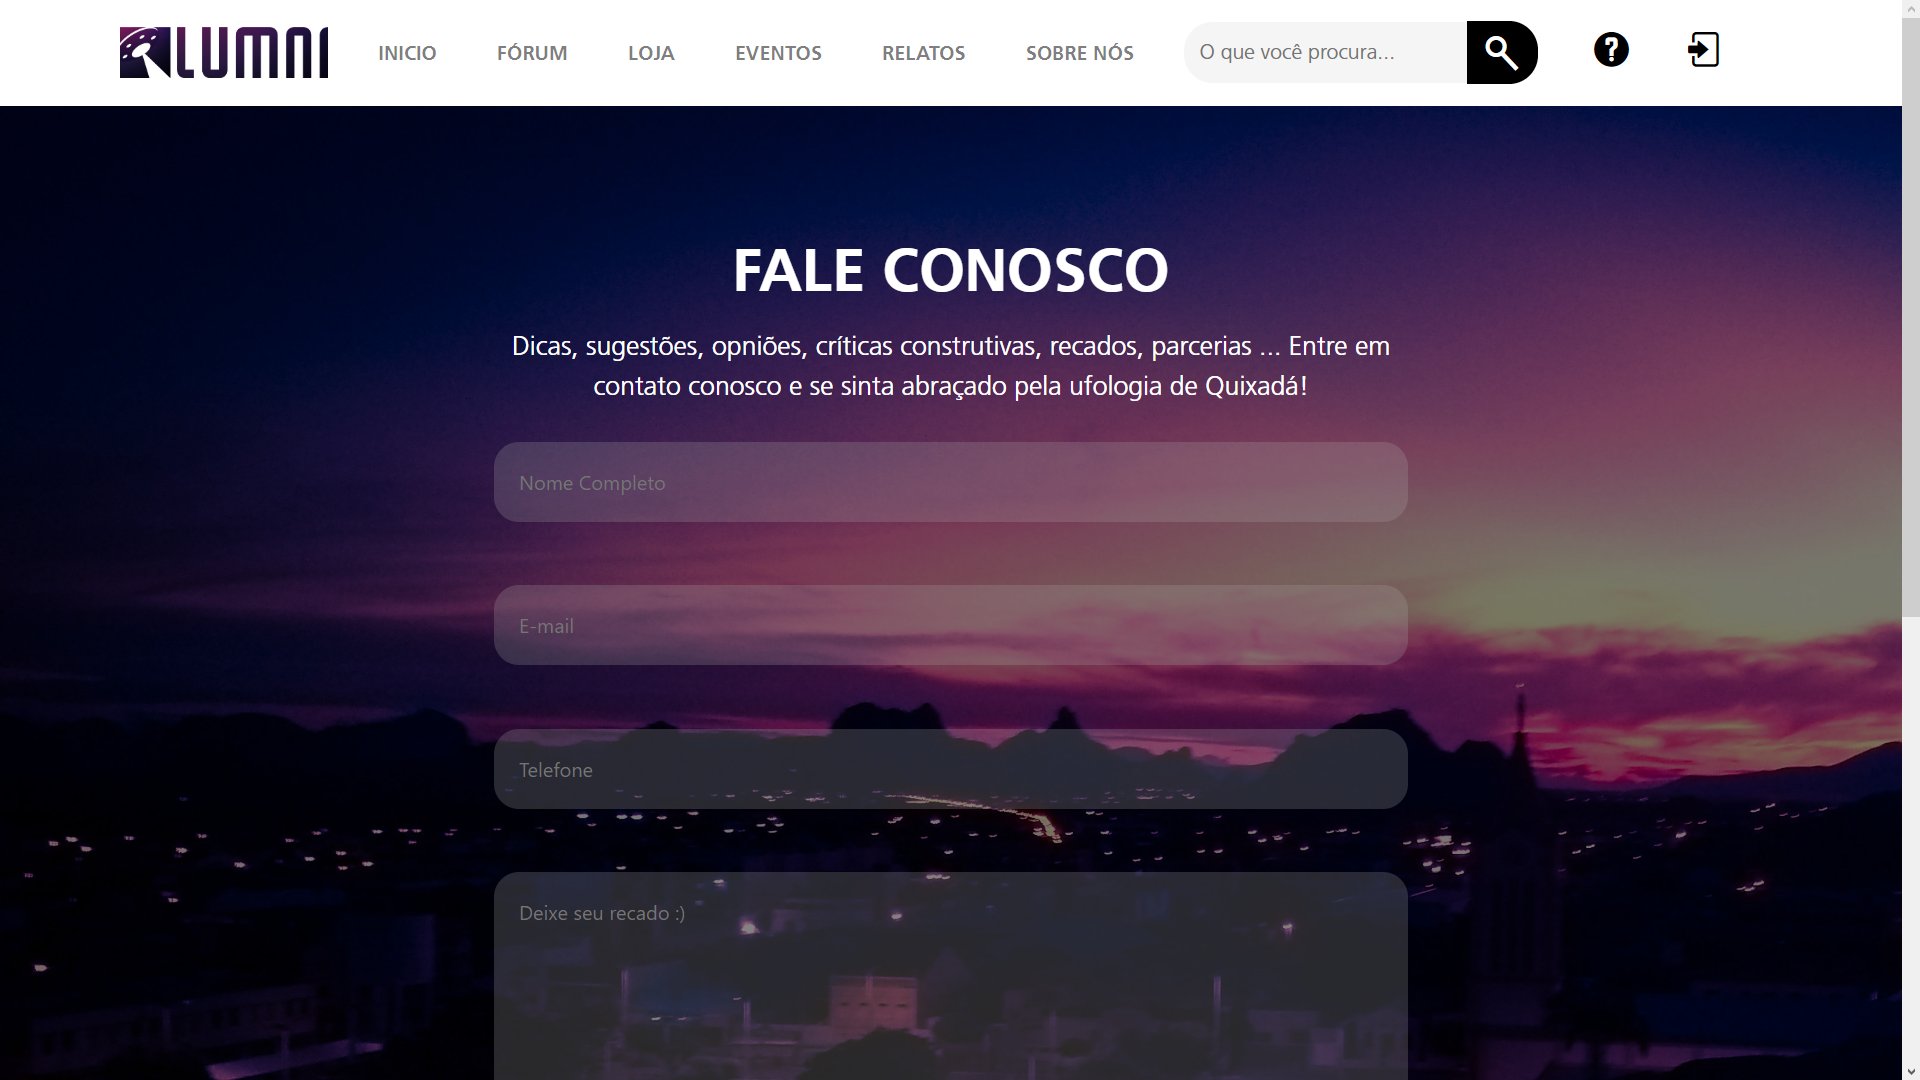 LUMNI
INICIO
FÓRUM
LOJA
EVENTOS
RELATOS
SOBRE NÓS
O que você procura...
?
FALE CONOSCO
Dicas, sugestões, opniões, críticas construtivas, recados, parcerias ... Entre em
contato conosco e se sinta abraçado pela ufologia de Quixadá!
Nome Completo
E-mail
Telefone
Deixe seu recado :)